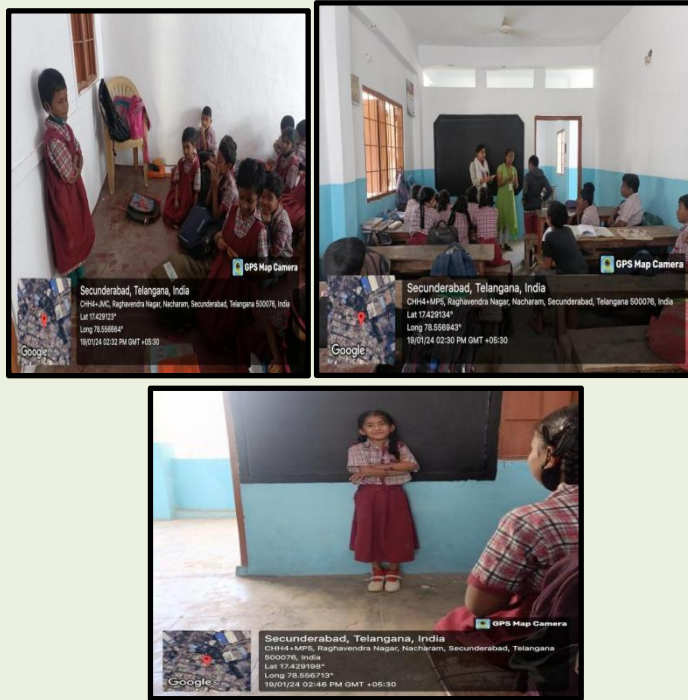 GPS Map Camera
Secunderabad, Telangana, India
CHH4+JMC, Raghavendra Nagar, Nacharam, Secunderabad, Telangana 500076, India
Lat 17.429123°
Long 78.556664°
19/01/24 02:32 PM GMT +05:30
Google
GPS Map Camera
Secunderabad, Telangana, India
CHH4+MP5, Raghavendra Nagar, Nacharam, Secunderabad, Telangana 500076, India
Lat 17.429134°
Long 78.556943°
19/01/24 02:30 PM GMT +05:30
Google
GPS Map Camera
Secunderabad, Telangana, India
CHH4+MP5, Raghavendra Nagar, Nacharam, Secunderabad, Telangana
500076, India
Lat 17.429198°
Long 78.556713°
19/01/24 02:46 PM GMT +05:30
Google